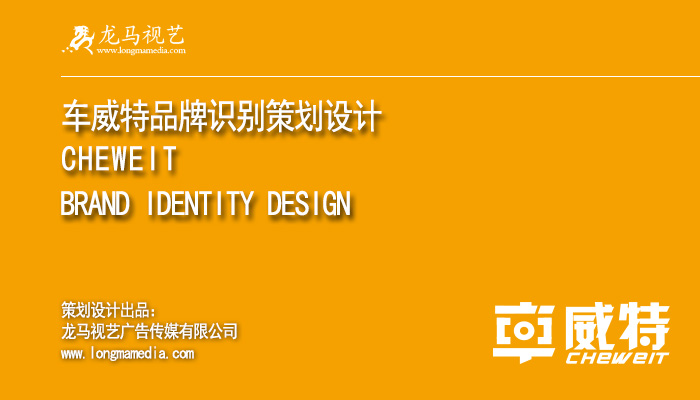 龙马视艺
www.longmamedia.com
车威特品牌识别策划设计
CHEWEIT
BRAND IDENTITY DESIGN
策划设计出品：
龙马视艺广告传媒有限公司
www.longmamedia.com
車威特
CHEWEIT